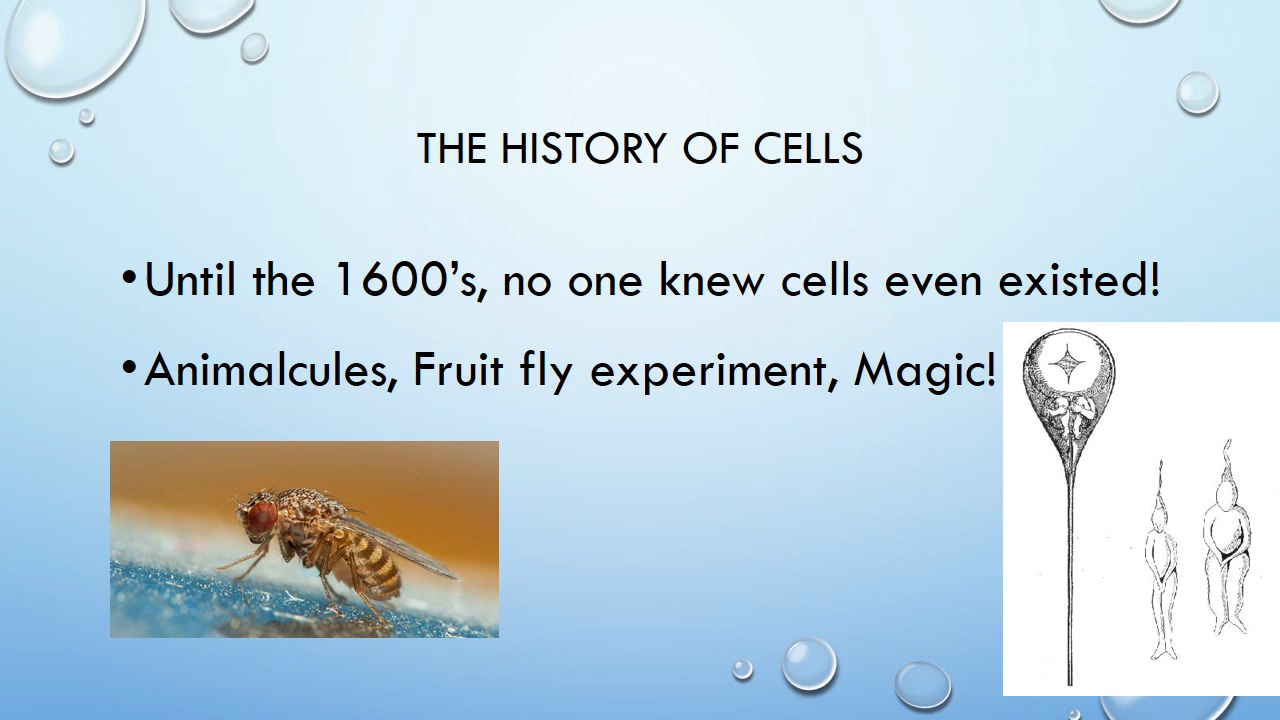 THE HISTORY OF CELLS
•Until the 1600’s, no one knew cells even existed!
•Animalcules, Fruit fly experiment, Magic!